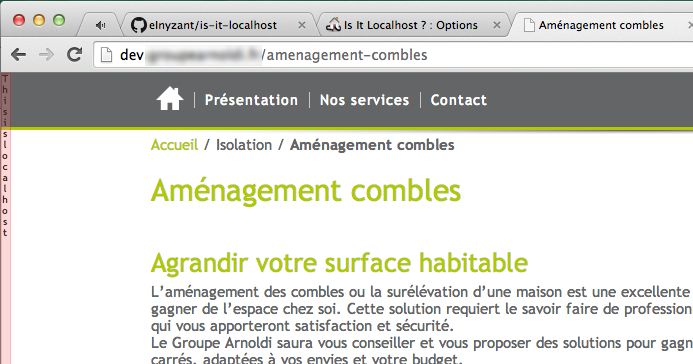 elnyzant/is-it-localhost
Is It Localhost ? : Options
Aménagement combles
dev
/amenagement-combles
This is localhost
Présentation
Nos services
Contact
Accueil / Isolation / Aménagement combles
Aménagement combles
Agrandir votre surface habitable
L'aménagement des combles ou la surélévation d'une maison est une excellente
gagner de l'espace chez soi. Cette solution requiert le savoir faire de profession
qui vous apporteront satisfaction et sécurité.
Le Groupe Arnoldi saura vous conseiller et vous proposer des solutions pour gagn
carrés, adaptées à vos envies et votre budget.